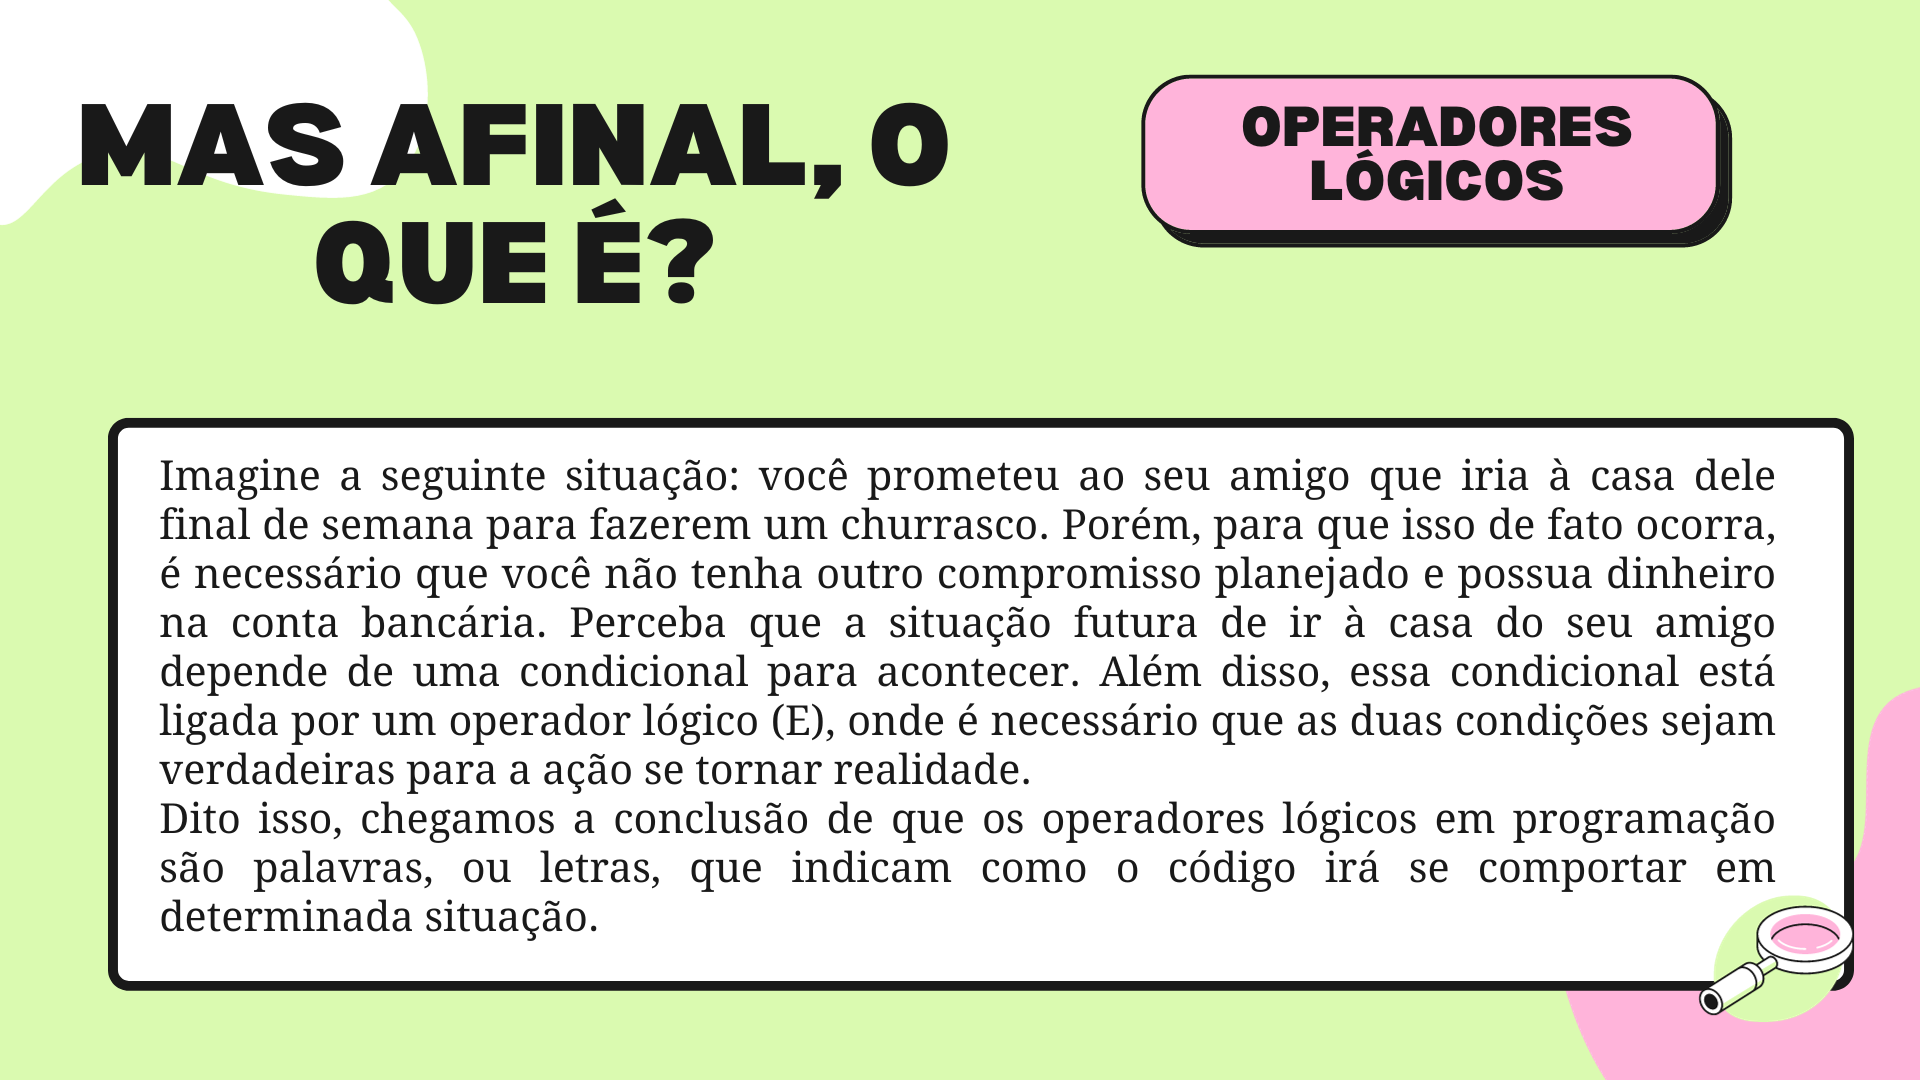 MAS AFINAL, O
QUE É?
OPERADORES
LÓGICOS
Imagine a seguinte situação: você prometeu ao seu amigo que iria à casa dele
final de semana para fazerem um churrasco. Porém, para que isso de fato ocorra,
é necessário que você não tenha outro compromisso planejado e possua dinheiro
na conta bancária. Perceba que a situação futura de ir à casa do seu amigo
depende de uma condicional para acontecer. Além disso, essa condicional está
ligada por um operador lógico (E), onde é necessário que as duas condições sejam
verdadeiras para a ação se tornar realidade.
Dito isso, chegamos a conclusão de que os operadores lógicos em programação
são palavras, ou letras, que indicam como o código irá se comportar em
determinada situação.